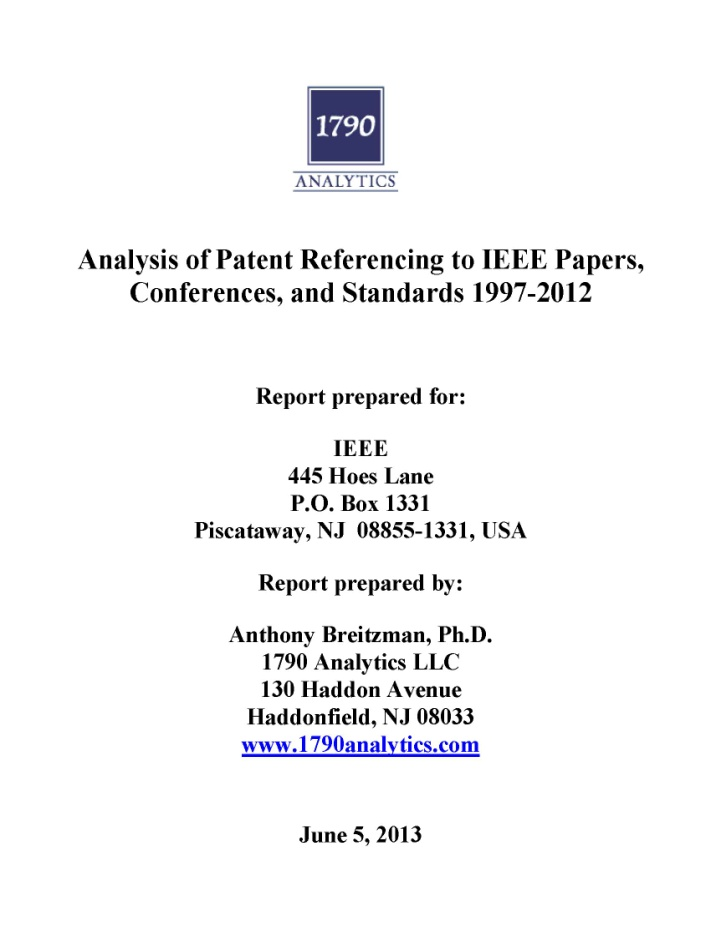 1790
ANALYTICS
Analysis of Patent Referencing to IEEE Papers,
Conferences, and Standards 1997-2012
Report prepared for:
IEEE
445 Hoes Lane
P.O. Box 1331
Piscataway, NJ  08855-1331, USA
Report prepared by:
Anthony Breitzman, Ph.D.
1790 Analytics LLC
130 Haddon Avenue
Haddonfield, NJ 08033
www.1790analytics.com
June 5, 2013